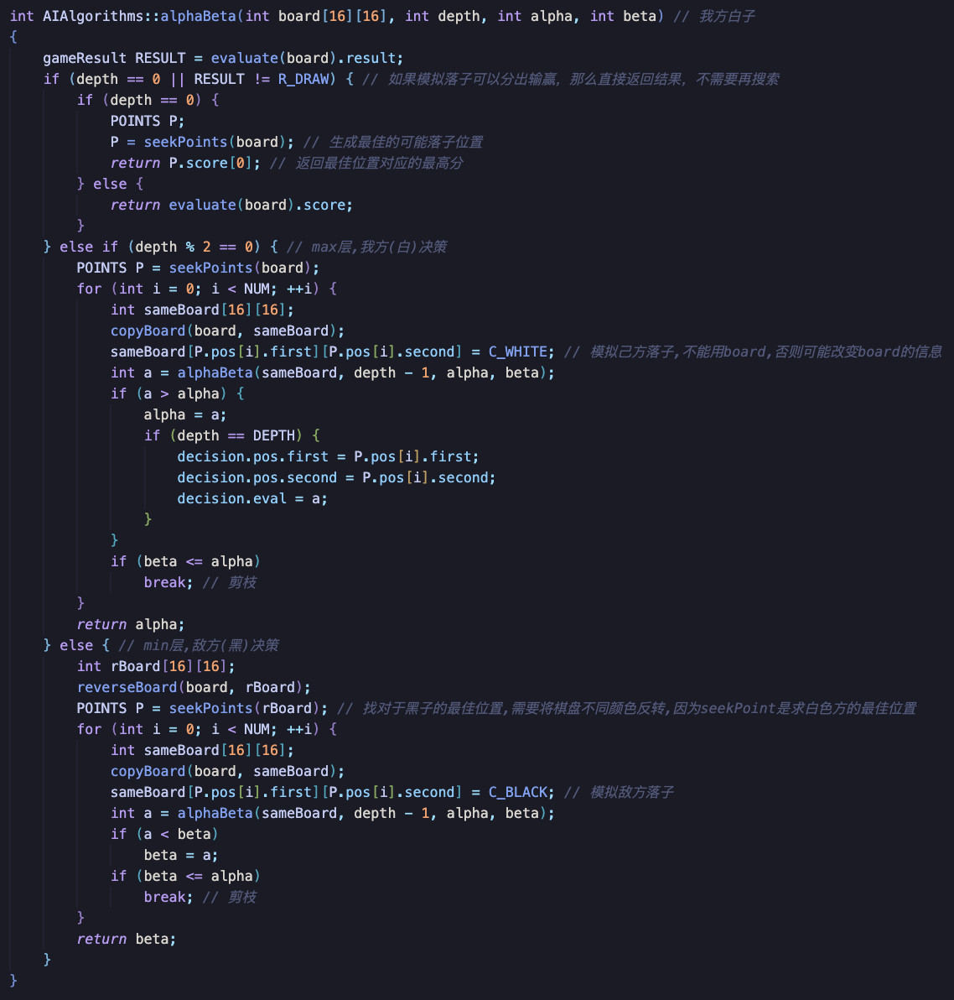 int AIAlgorithms::alphaBeta(int board[16][16], int depth, int alpha, int beta) // 我方白子
{
    gameResult RESULT = evaluate(board).result;
    if (depth == 0 || RESULT != R_DRAW) { // 如果模拟落子可以分出输赢，那么直接返回结果，不需要再搜索
        if (depth == 0) {
            POINTS P;
            P = seekPoints(board); // 生成最佳的可能落子位置
            return P.score[0]; // 返回最佳位置对应的最高分
        } else {
            return evaluate(board).score;
        }
    } else if (depth % 2 == 0) { // max层,我方(白)决策
        POINTS P = seekPoints(board);
        for (int i = 0; i < NUM; ++i) {
            int sameBoard[16][16];
            copyBoard(board, sameBoard);
            sameBoard[P.pos[i].first][P.pos[i].second] = C_WHITE; // 模拟己方落子,不能用board,否则可能改变board的信息
            int a = alphaBeta(sameBoard, depth - 1, alpha, beta);
            if (a > alpha) {
                alpha = a;
                if (depth == DEPTH) {
                    decision.pos.first = P.pos[i].first;
                    decision.pos.second = P.pos[i].second;
                    decision.eval = a;
                }
            }
            if (beta <= alpha)
                break; // 剪枝
        }
        return alpha;
    } else { // min层,敌方(黑)决策
        int rBoard[16][16];
        reverseBoard(board, rBoard);
        POINTS P = seekPoints(rBoard); // 找对于黑子的最佳位置,需要将棋盘不同颜色反转,因为seekPoint是求白色方的最佳位置
        for (int i = 0; i < NUM; ++i) {
            int sameBoard[16][16];
            copyBoard(board, sameBoard);
            sameBoard[P.pos[i].first][P.pos[i].second] = C_BLACK; // 模拟敌方落子
            int a = alphaBeta(sameBoard, depth - 1, alpha, beta);
            if (a < beta)
                beta = a;
            if (beta <= alpha)
                break; // 剪枝
        }
        return beta;
    }
}